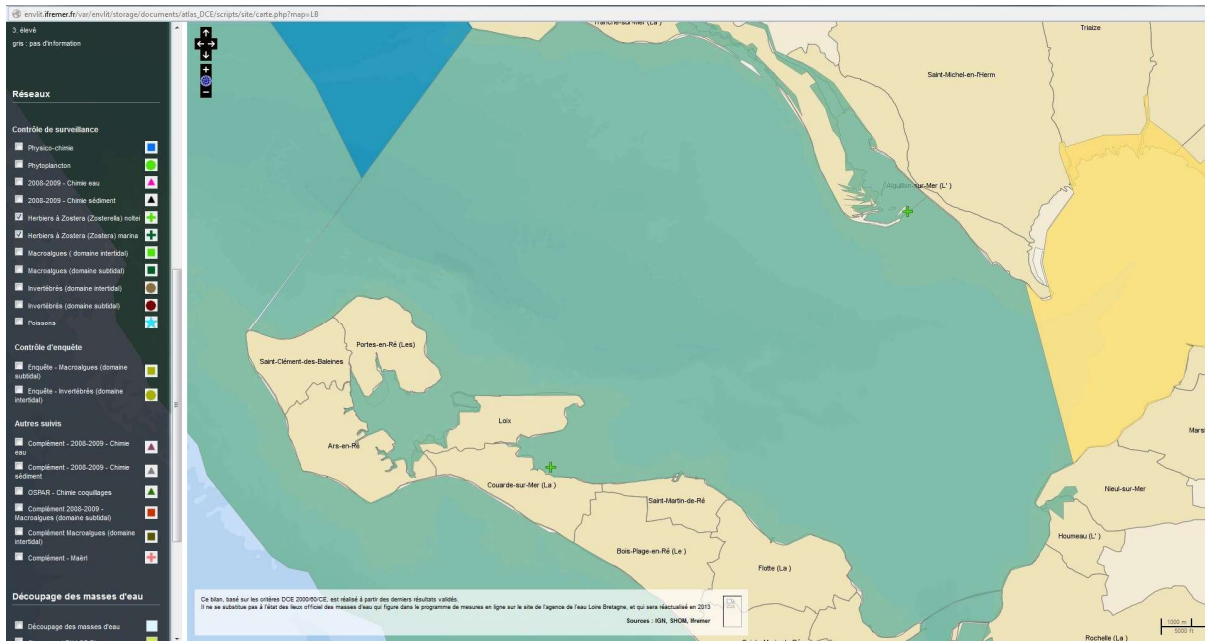 envlit.ifremer.fr/var/envlit/storage/documents/atlas_DCE/scripts/site/carte.php?map=LB
3. élevé
gris : pas d'information
Réseaux
Contrôle de surveillance
Physico-chimie
Phytoplancton
2008-2009 - Chimie eau
2008-2009 - Chimie sédiment
Herbiers à Zostera (Zosterella) noltei
Herbiers à Zostera (Zostera) marina
Macroalgues ( domaine intertidal)
Macroalgues (domaine subtidal)
Invertébrés (domaine intertidal)
Invertébrés (domaine subtidal)
Poissons
Contrôle d'enquête
Enquête - Macroalgues (domaine
subtidal)
Enquête - Invertébrés (domaine
intertidal)
Autres suivis
Complément - 2008-2009 - Chimie
eau
Complément - 2008-2009 - Chimie
sédiment
OSPAR - Chimie coquillages
Complément 2008-2009 -
Macroalgues (domaine subtidal)
Complément Macroalgues (domaine
intertidal)
Complément - Maërl
Découpage des masses d'eau
Découpage des masses d'eau
Tranche-sur-Mer (La )
Triaize
Saint-Michel-en-l'Herm
Aiguillon-sur-Mer (L' )
Portes-en-Ré (Les)
Saint-Clément-des-Baleines
Loix
Ars-en-Ré
Couarde-sur-Mer (La )
Saint-Martin-de-Ré
Bois-Plage-en-Ré (Le )
Flotte (La )
Mars
Nieul-sur-Mer
Houmeau (L' )
Rochelle (La )
Ce bilan, basé sur les critères DCE 2000/60/CE, est réalisé à partir des derniers résultats validés.
Il ne se substitue pas à l'état des lieux officiel des masses d'eau qui figure dans le programme de mesures en ligne sur le site de l'agence de l'eau Loire Bretagne, et qui sera réactualisé en 2013
Sources : IGN, SHOM, Ifremer
1000 m
5000 ft